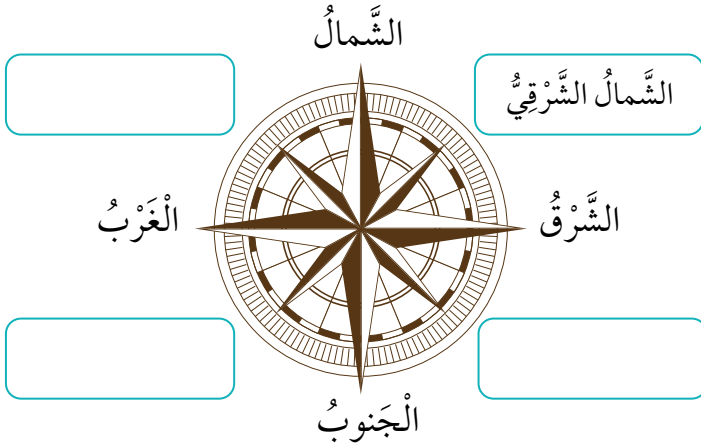 الشَّمالُ
الشَّمالُ الشَّرْقِيُّ
الشَّرْقُ
الْغَرْبُ
الْجَنوبُ